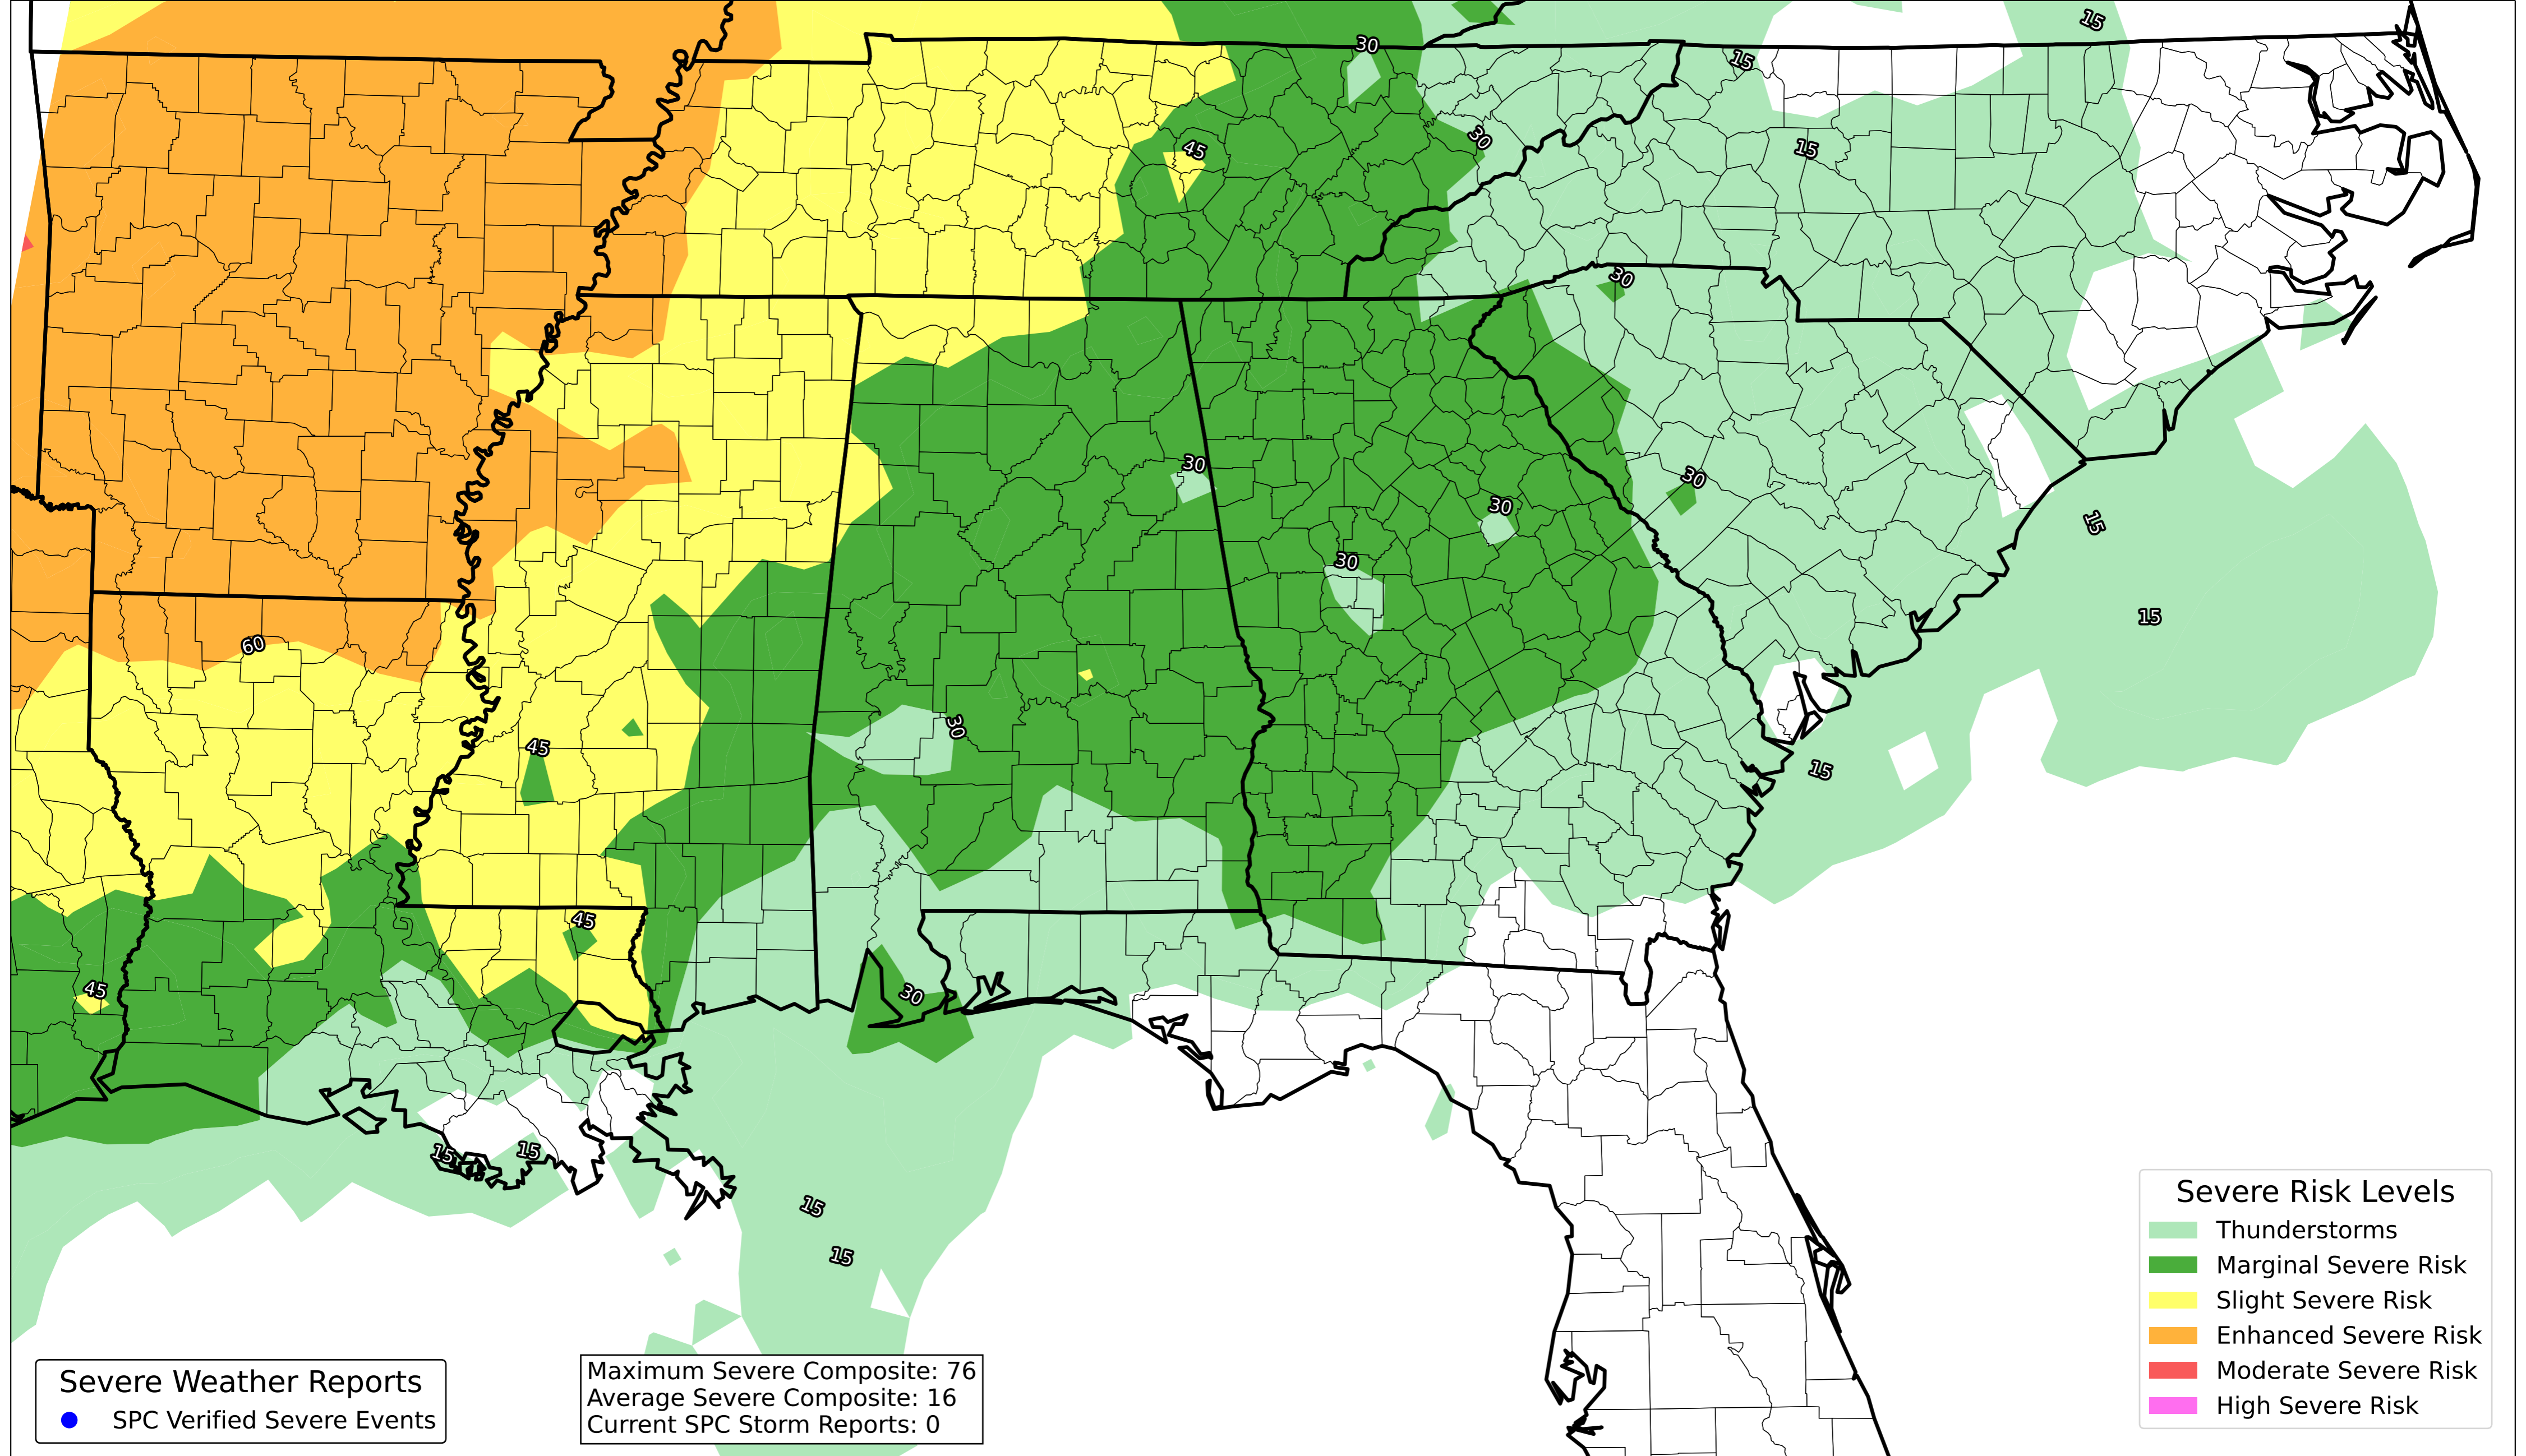 15
30
15
45
30
15
30
30
30
30
15
30
15
60
30
45
15
45
45
30
15
15
15
15
Severe Risk Levels
Thunderstorms
Marginal Severe Risk
Slight Severe Risk
Enhanced Severe Risk
Moderate Severe Risk
High Severe Risk
Severe Weather Reports
SPC Verified Severe Events
Maximum Severe Composite: 76
Average Severe Composite: 16
Current SPC Storm Reports: 0